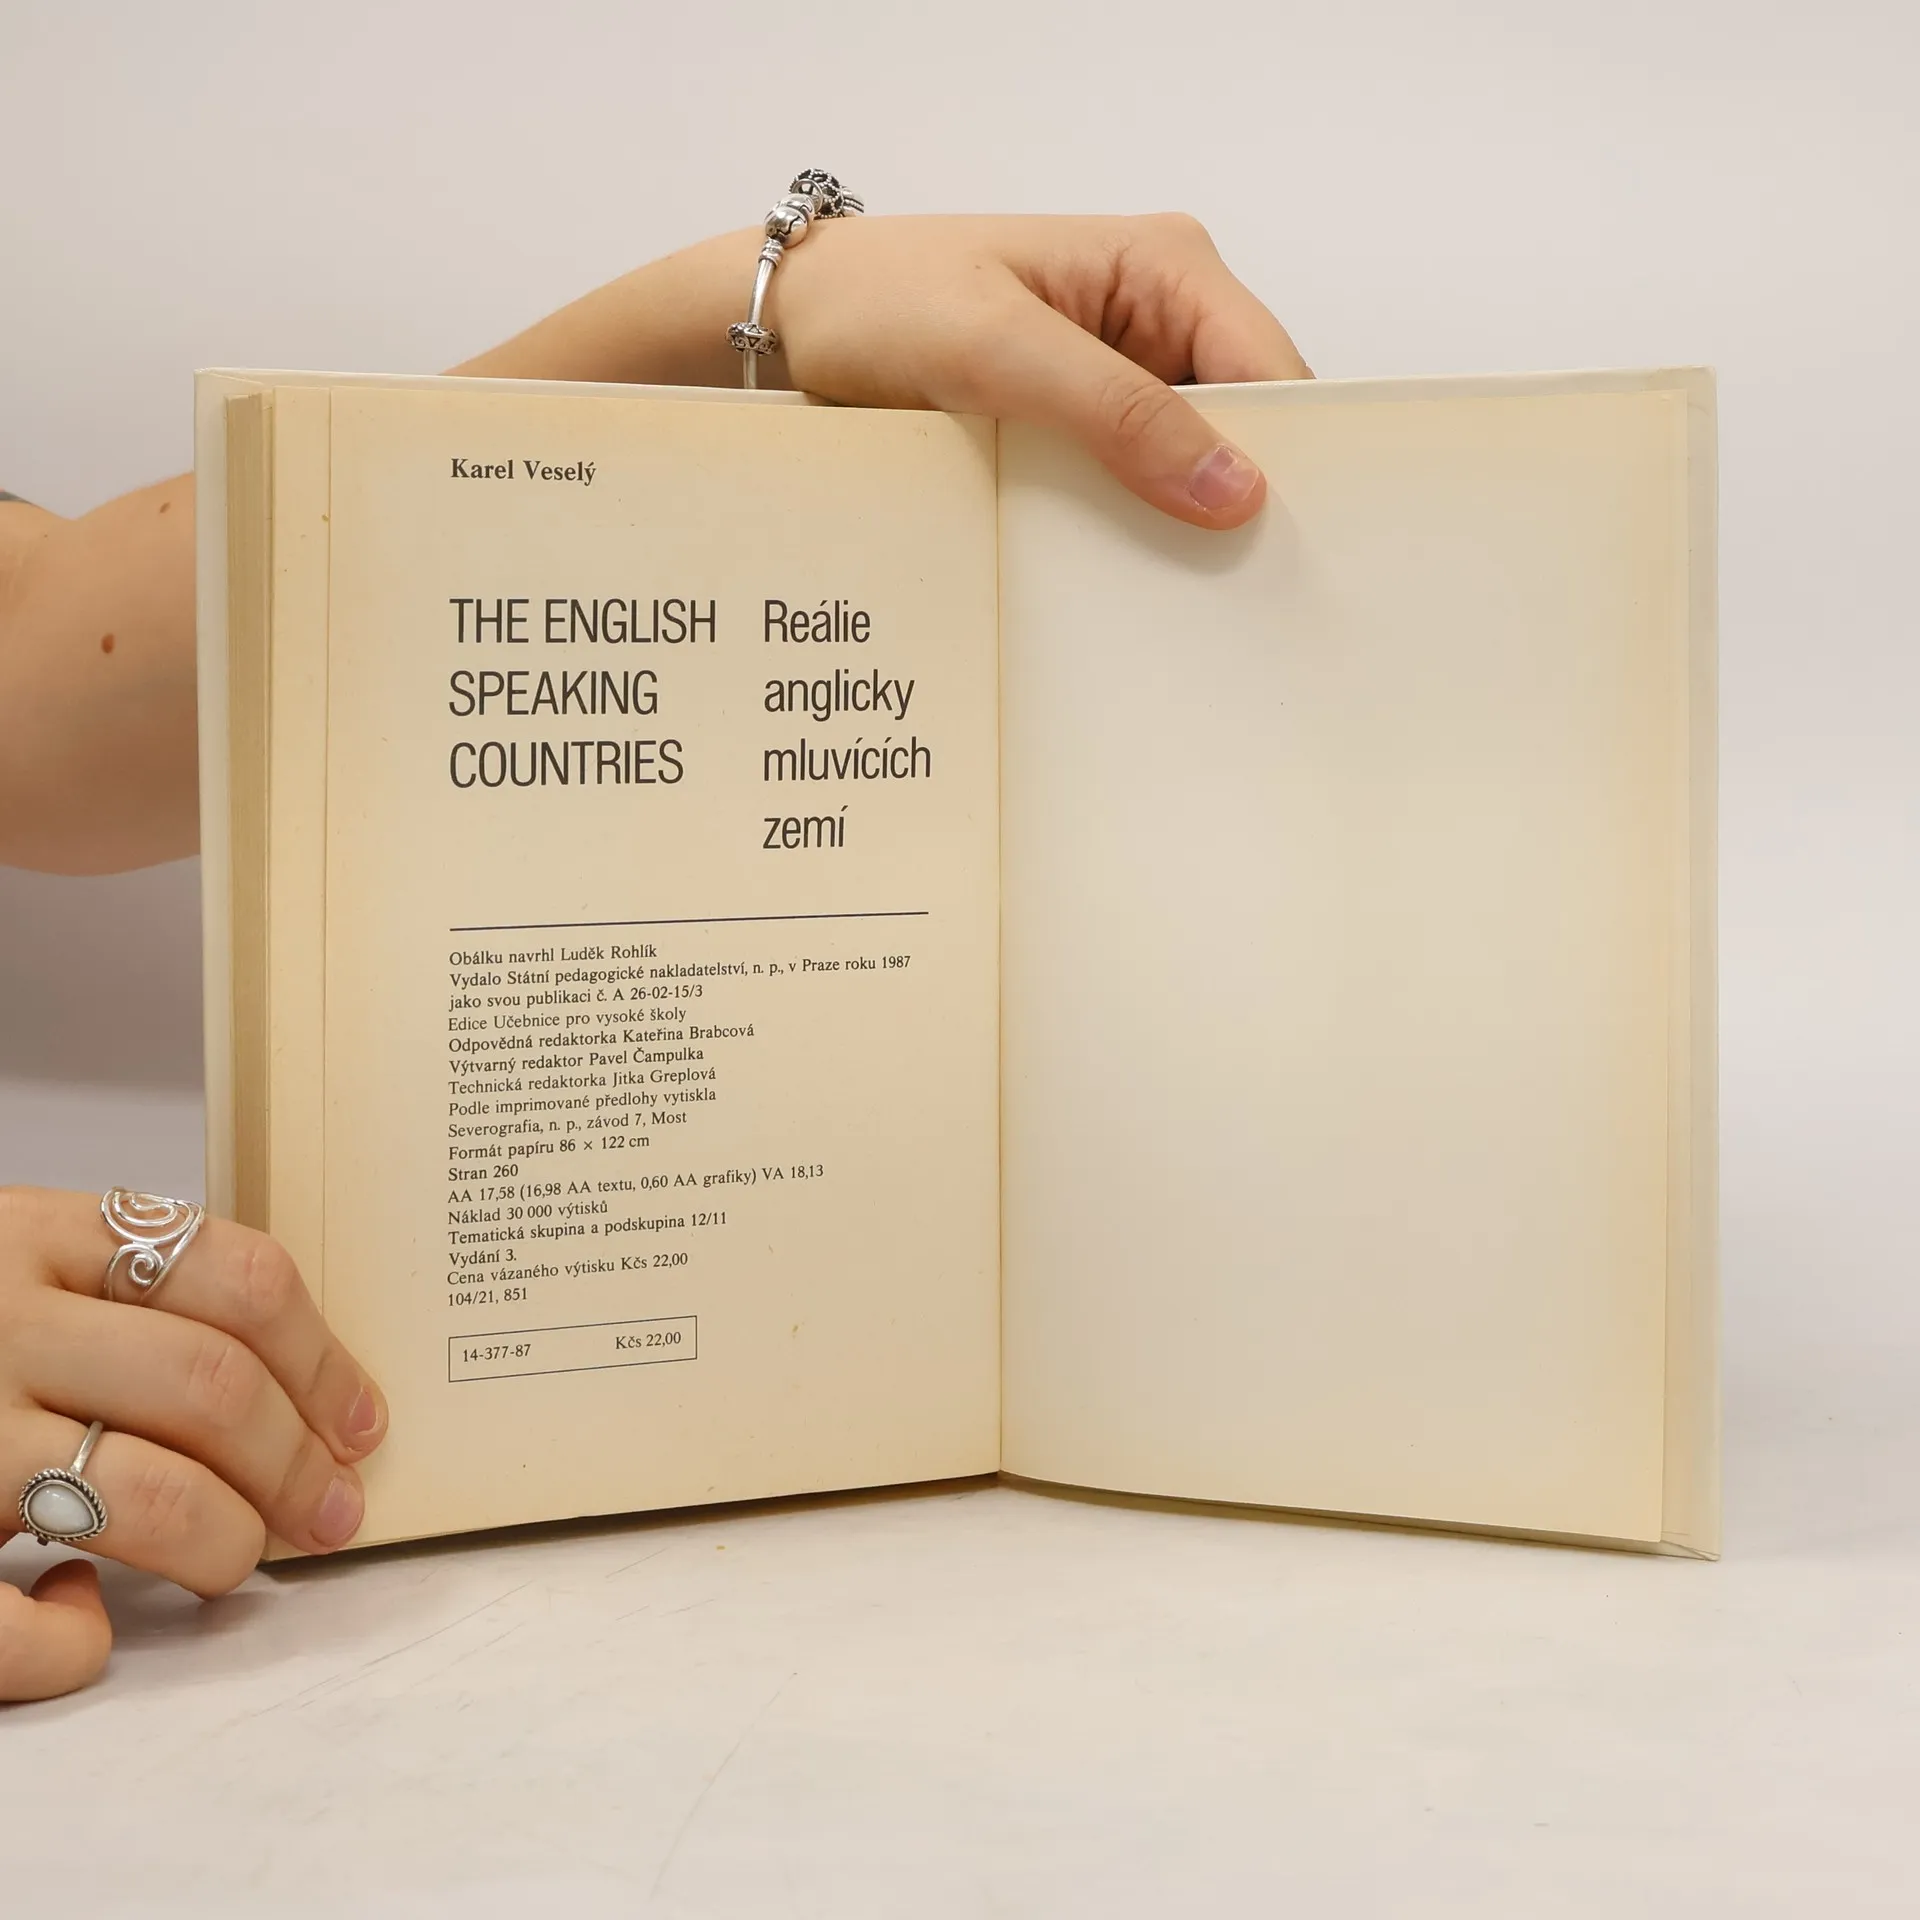 Karel Veselý
THE ENGLISH
SPEAKING
COUNTRIES
Reálie
anglicky
mluvících
zemí
Obálku navrhl Luděk Rohlík
Vydalo Státní pedagogické nakladatelství, n. p., v Praze roku 1987
jako svou publikaci č. A 26-02-15/3
Edice Učebnice pro vysoké školy
Odpovědná redaktorka Kateřina Brabcová
Výtvarný redaktor Pavel Čampulka
Technická redaktorka Jitka Greplová
Podle imprimované předlohy vytiskla
Severografia, n. p., závod 7, Most
Formát papíru 86 × 122 cm
Stran 260
AA 17,58 (16,98 AA textu, 0,60 AA grafiky) VA 18,13
Náklad 30 000 výtisků
Tematická skupina a podskupina 12/11
Vydání 3.
Cena vázaného výtisku Kčs 22,00
104/21, 851
14-377-87 Kčs 22,00